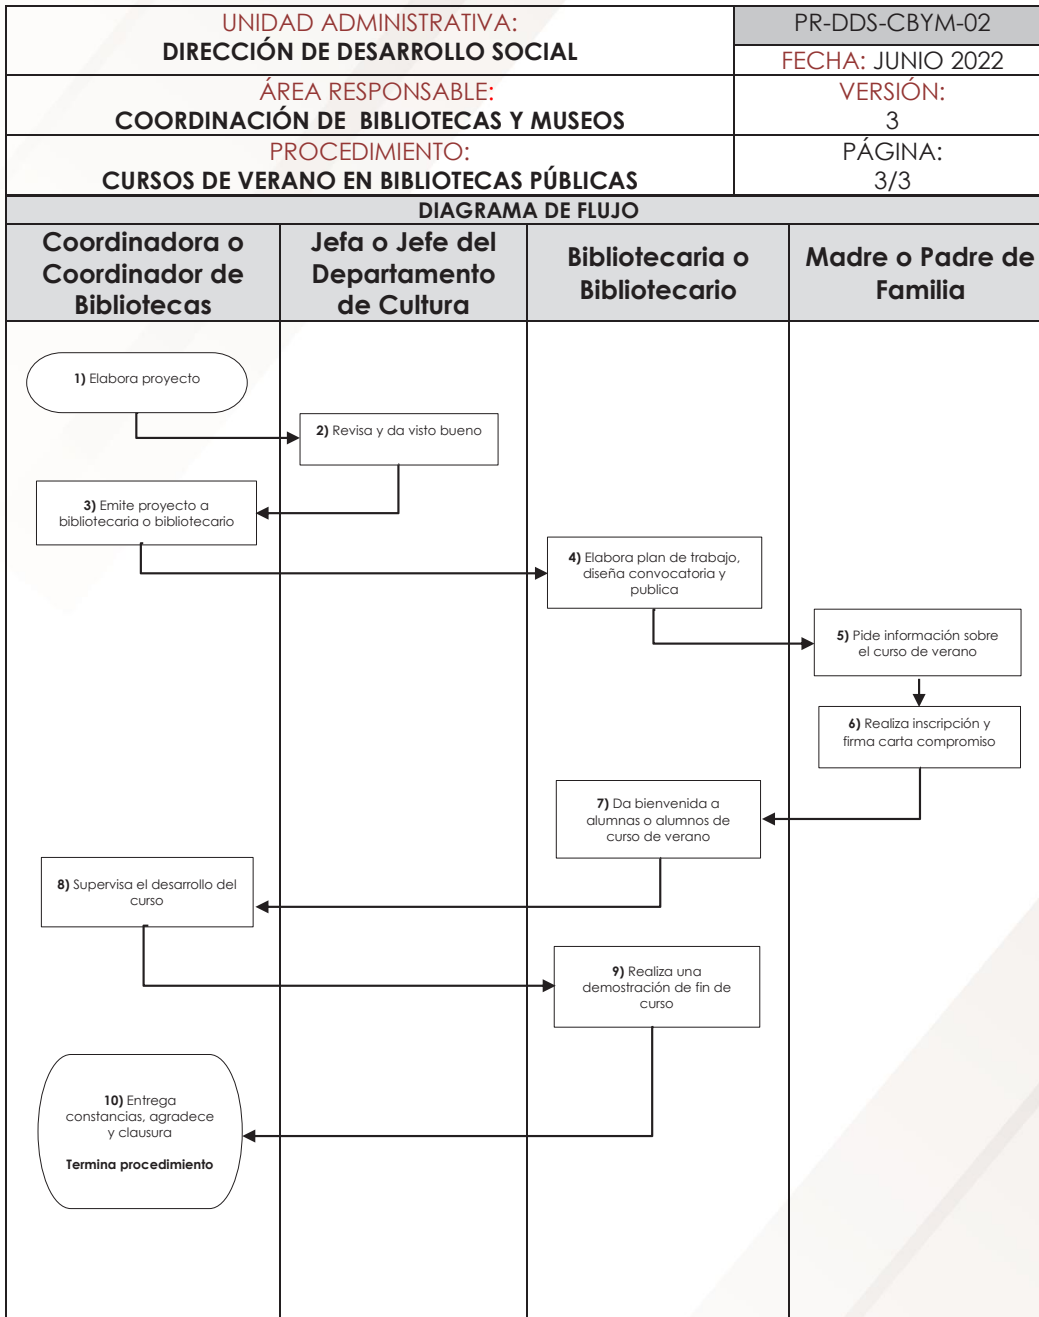 UNIDAD ADMINISTRATIVA:
DIRECCIÓN DE DESARROLLO SOCIAL
PR-DDS-CBYM-02
FECHA: JUNIO 2022
ÁREA RESPONSABLE:
COORDINACIÓN DE BIBLIOTECAS Y MUSEOS
VERSIÓN:
3
PROCEDIMIENTO:
CURSOS DE VERANO EN BIBLIOTECAS PÚBLICAS
PÁGINA:
3/3
DIAGRAMA DE FLUJO
Coordinadora o
Coordinador de
Bibliotecas
Jefa o Jefe del
Departamento
de Cultura
Bibliotecaria o
Bibliotecario
Madre o Padre de
Familia
1) Elabora proyecto
2) Revisa y da visto bueno
3) Emite proyecto a
bibliotecaria o bibliotecario
4) Elabora plan de trabajo,
diseña convocatoria y
publica
5) Pide información sobre
el curso de verano
6) Realiza inscripción y
firma carta compromiso
7) Da bienvenida a
alumnas o alumnos de
curso de verano
8) Supervisa el desarrollo del
curso
9) Realiza una
demostración de fin de
curso
10) Entrega
constancias, agradece
y clausura
Termina procedimiento